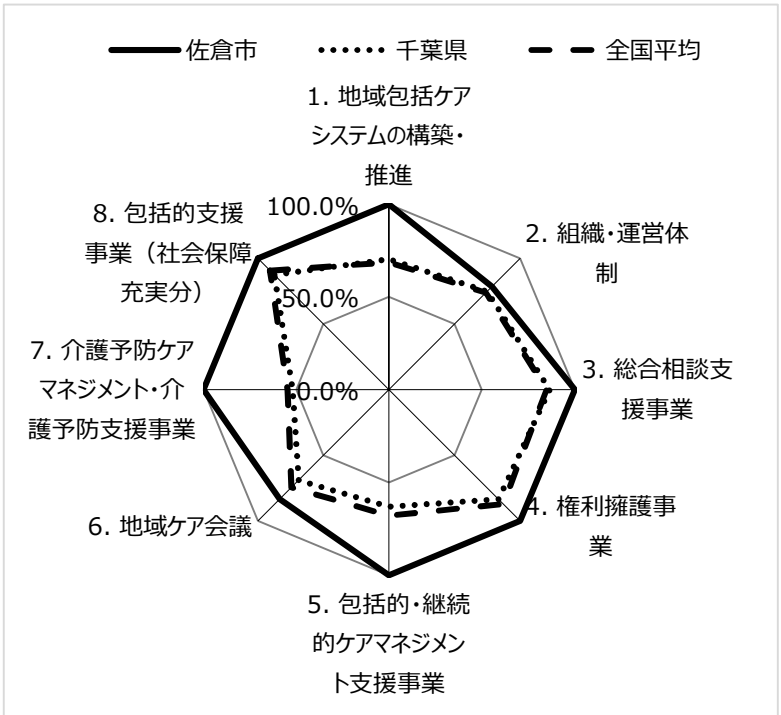 佐倉市 千葉県 全国平均
1. 地域包括ケア
システムの構築・
推進
2. 組織・運営体
制
3. 総合相談支
援事業
4. 権利擁護事
業
5. 包括的・継続
的ケアマネジメン
ト支援事業
6. 地域ケア会議
7. 介護予防ケア
マネジメント・介
護予防支援事業
8. 包括的支援
事業（社会保障
充実分）
100.0%
50.0%
0.0%